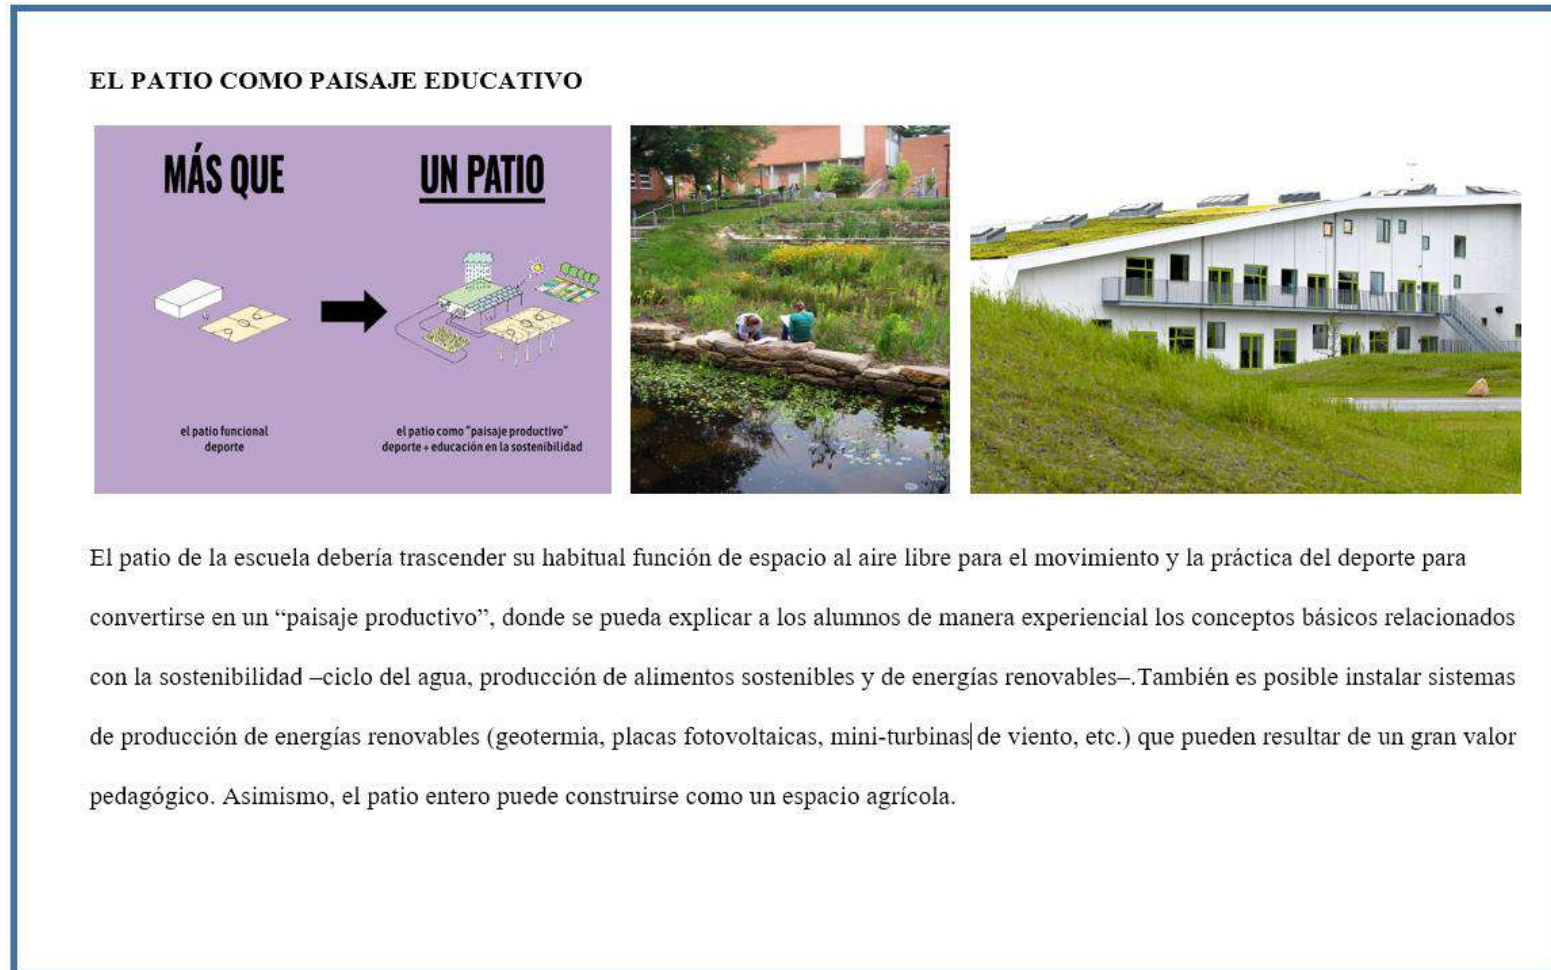 EL PATIO COMO PAISAJE EDUCATIVO
MÁS QUE
UN PATIO
el patio funcional
deporte
el patio como "paisaje productivo"
deporte + educación en la sostenibilidad
El patio de la escuela debería trascender su habitual función de espacio al aire libre para el movimiento y la práctica del deporte para
convertirse en un “paisaje productivo”, donde se pueda explicar a los alumnos de manera experiencial los conceptos básicos relacionados
con la sostenibilidad –ciclo del agua, producción de alimentos sostenibles y de energías renovables–.También es posible instalar sistemas
de producción de energías renovables (geotermia, placas fotovoltaicas, mini-turbinas de viento, etc.) que pueden resultar de un gran valor
pedagógico. Asimismo, el patio entero puede construirse como un espacio agrícola.